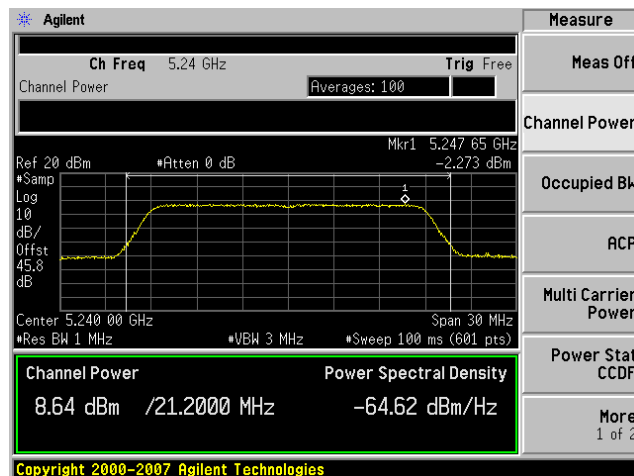 Agilent
Measure
Ch Freq 5.24 GHz Trig Free
Channel Power Averages: 100
Mkr1 5.247 65 GHz
Ref 20 dBm #Atten 0 dB -2.273 dBm
#Samp
Log
10
dB/
Offst
45.8
dB
1
Center 5.240 00 GHz Span 30 MHz
#Res BW 1 MHz #VBW 3 MHz #Sweep 100 ms (601 pts)
Channel Power Power Spectral Density
8.64 dBm /21.2000 MHz -64.62 dBm/Hz
Copyright 2000-2007 Agilent Technologies
Meas Off
Channel Power
Occupied BW
ACP
Multi Carrier
Power
Power Stat
CCDF
More
1 of 2